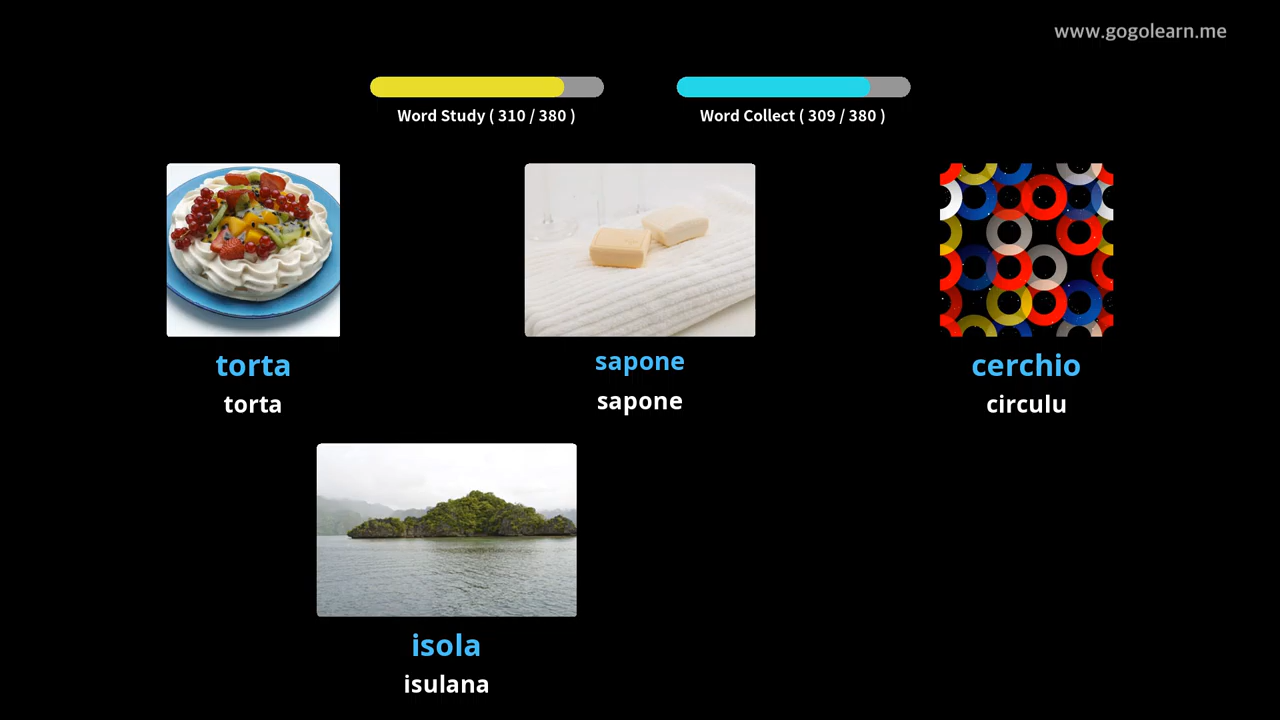 www.gogolearn.me
Word Study ( 310 / 380 )
Word Collect ( 309 / 380 )
torta
torta
sapone
sapone
cerchio
circulu
isola
isulana